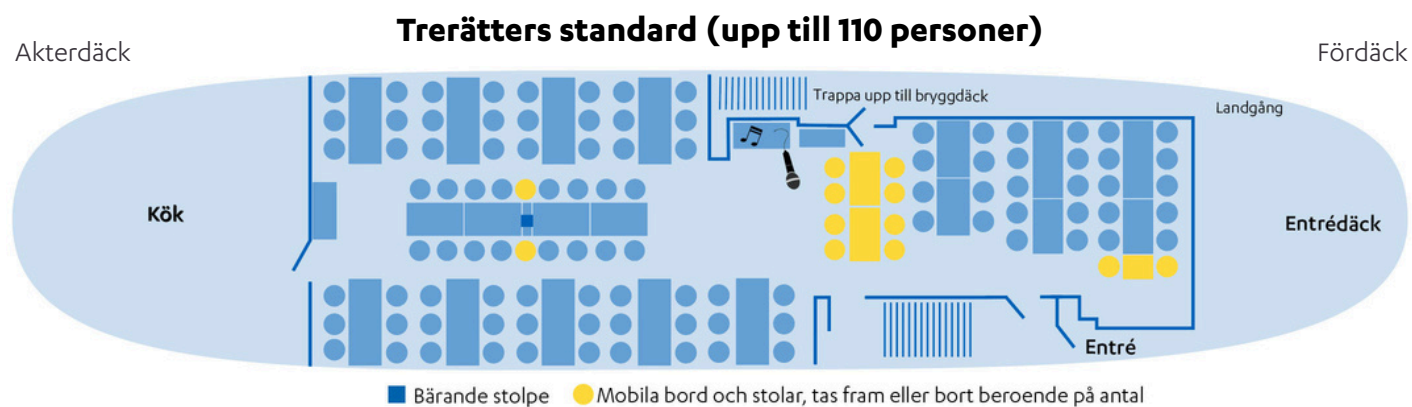 Trerätters standard (upp till 110 personer)
Akterdäck
Fördäck
Trappa upp till bryggdäck
Landgång
Kök
Entrédäck
Entré
Bärande stolpe
Mobila bord och stolar, tas fram eller bort beroende på antal